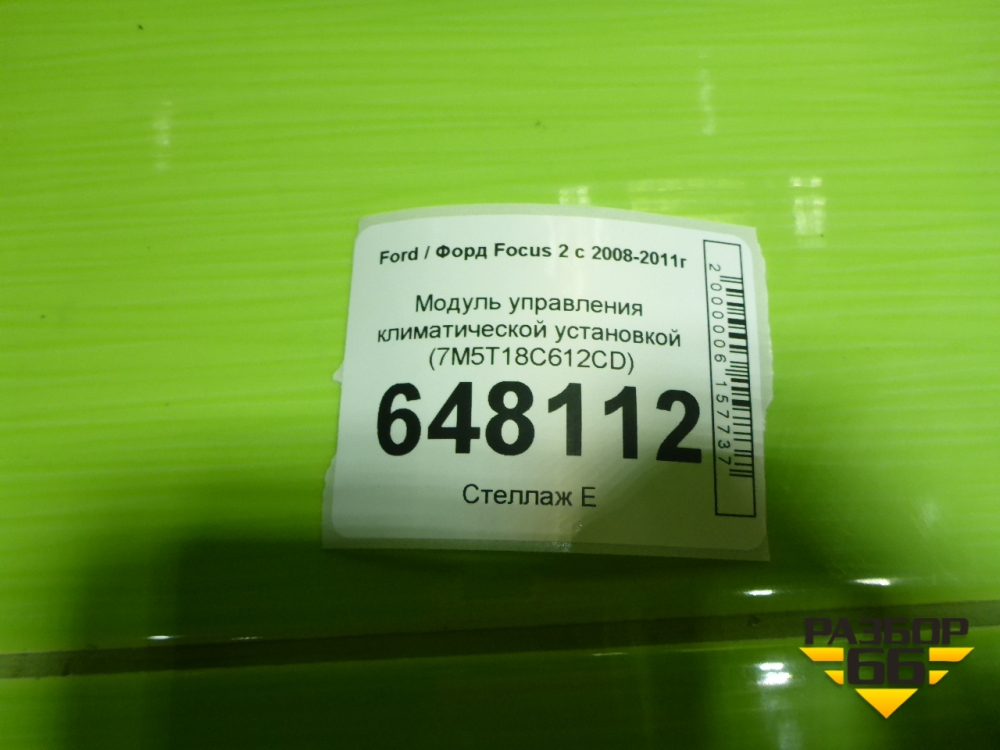 Ford / Форд Focus 2 с 2008-2011г
Модуль управления
климатической установкой
(7M5T18C612CD)
648112
Стеллаж Е
2000006157737
РАЗБОР
66